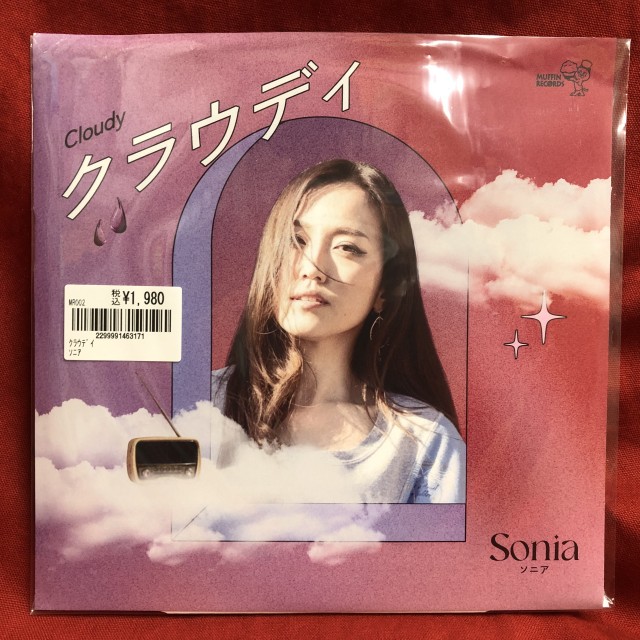 Cloudy
クラウディ
MUFFIN
RECORDS
MR002
税込 ¥1,980
2299991463171
クラウディ
ソニア
Sonia
ソニア